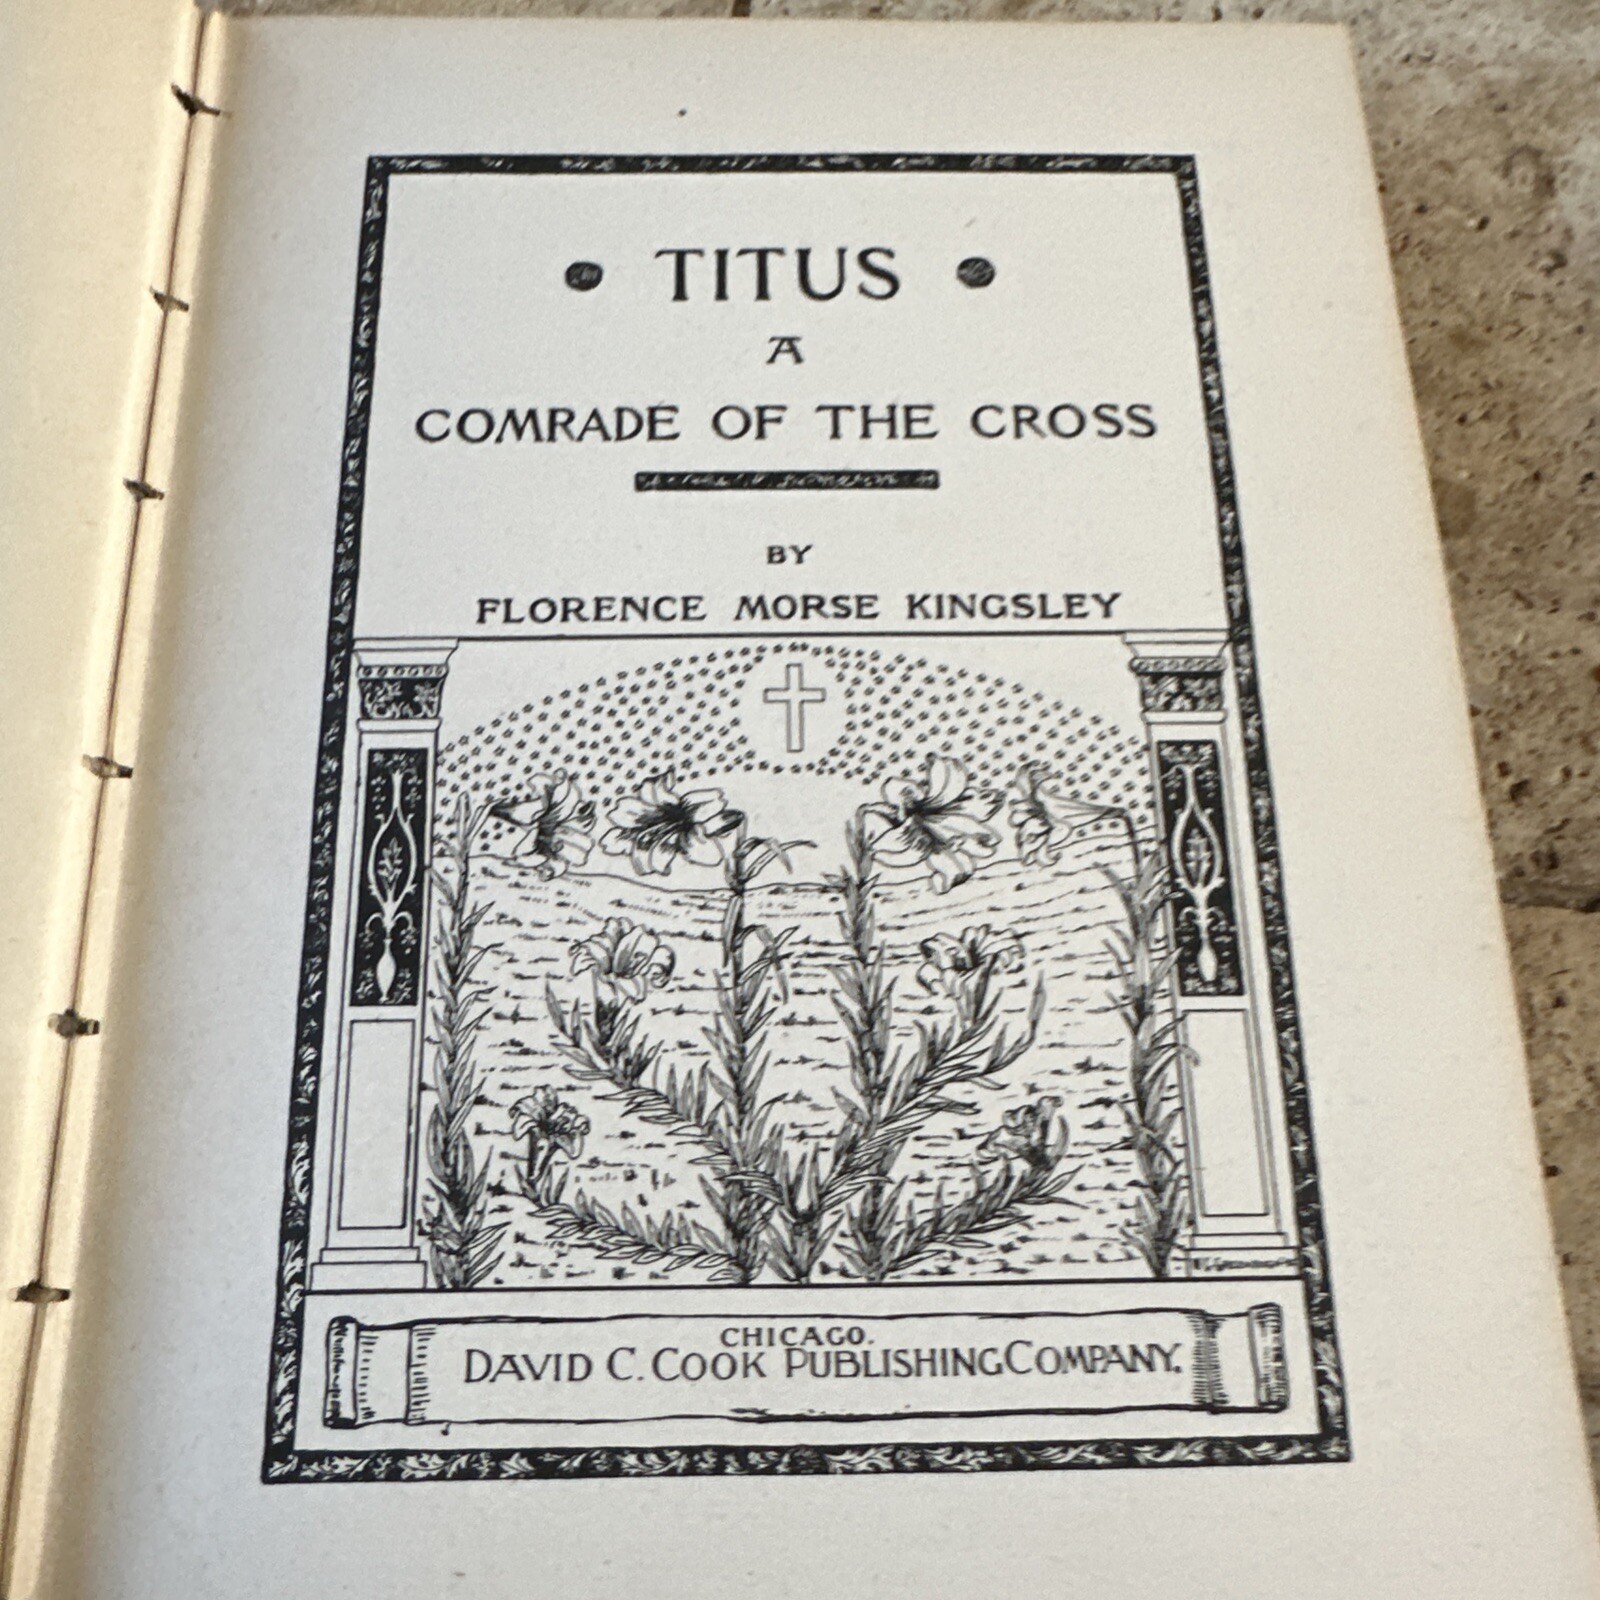 TITUS
A
COMRADE OF THE CROSS
BY
FLORENCE MORSE KINGSLEY
CHICAGO.
DAVID C. COOK PUBLISHING COMPANY.